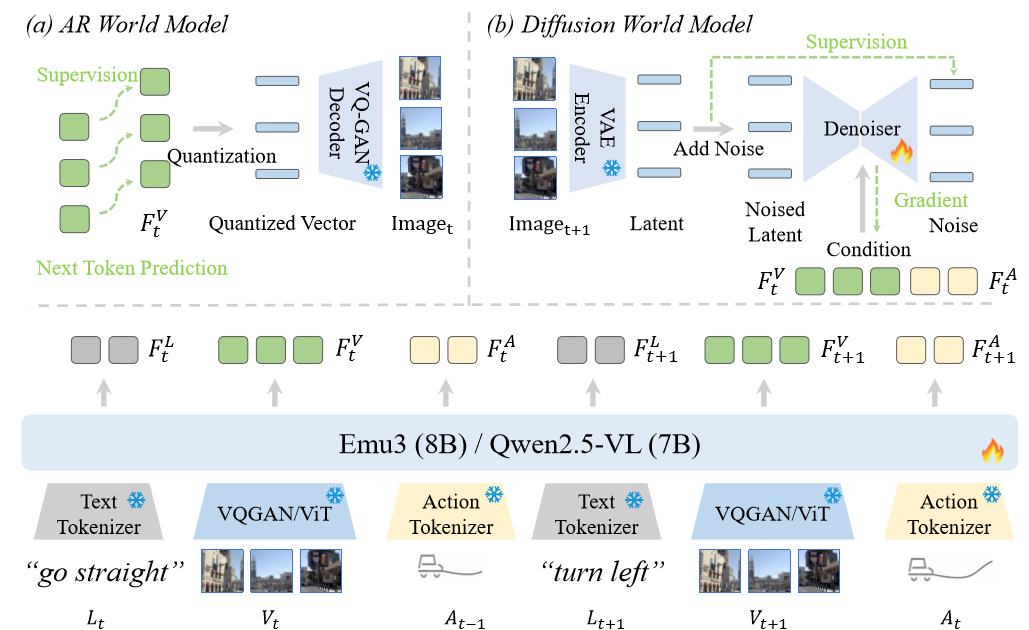 (a) AR World Model
Supervision
Quantization
VQ-GAN
Decoder
F_t^V
Quantized Vector
Image_t
Next Token Prediction
(b) Diffusion World Model
Supervision
VAE
Encoder
Add Noise
Denoiser
Gradient
Image_{t+1}
Latent
Noised
Latent
Condition
Noise
F_t^V
F_t^A
F_t^L
F_t^V
F_t^A
F_{t+1}^L
F_{t+1}^V
F_{t+1}^A
Emu3 (8B) / Qwen2.5-VL (7B)
Text
Tokenizer
VQGAN/ViT
Action
Tokenizer
Text
Tokenizer
VQGAN/ViT
Action
Tokenizer
“go straight”
“turn left”
L_t
V_t
A_{t-1}
L_{t+1}
V_{t+1}
A_t